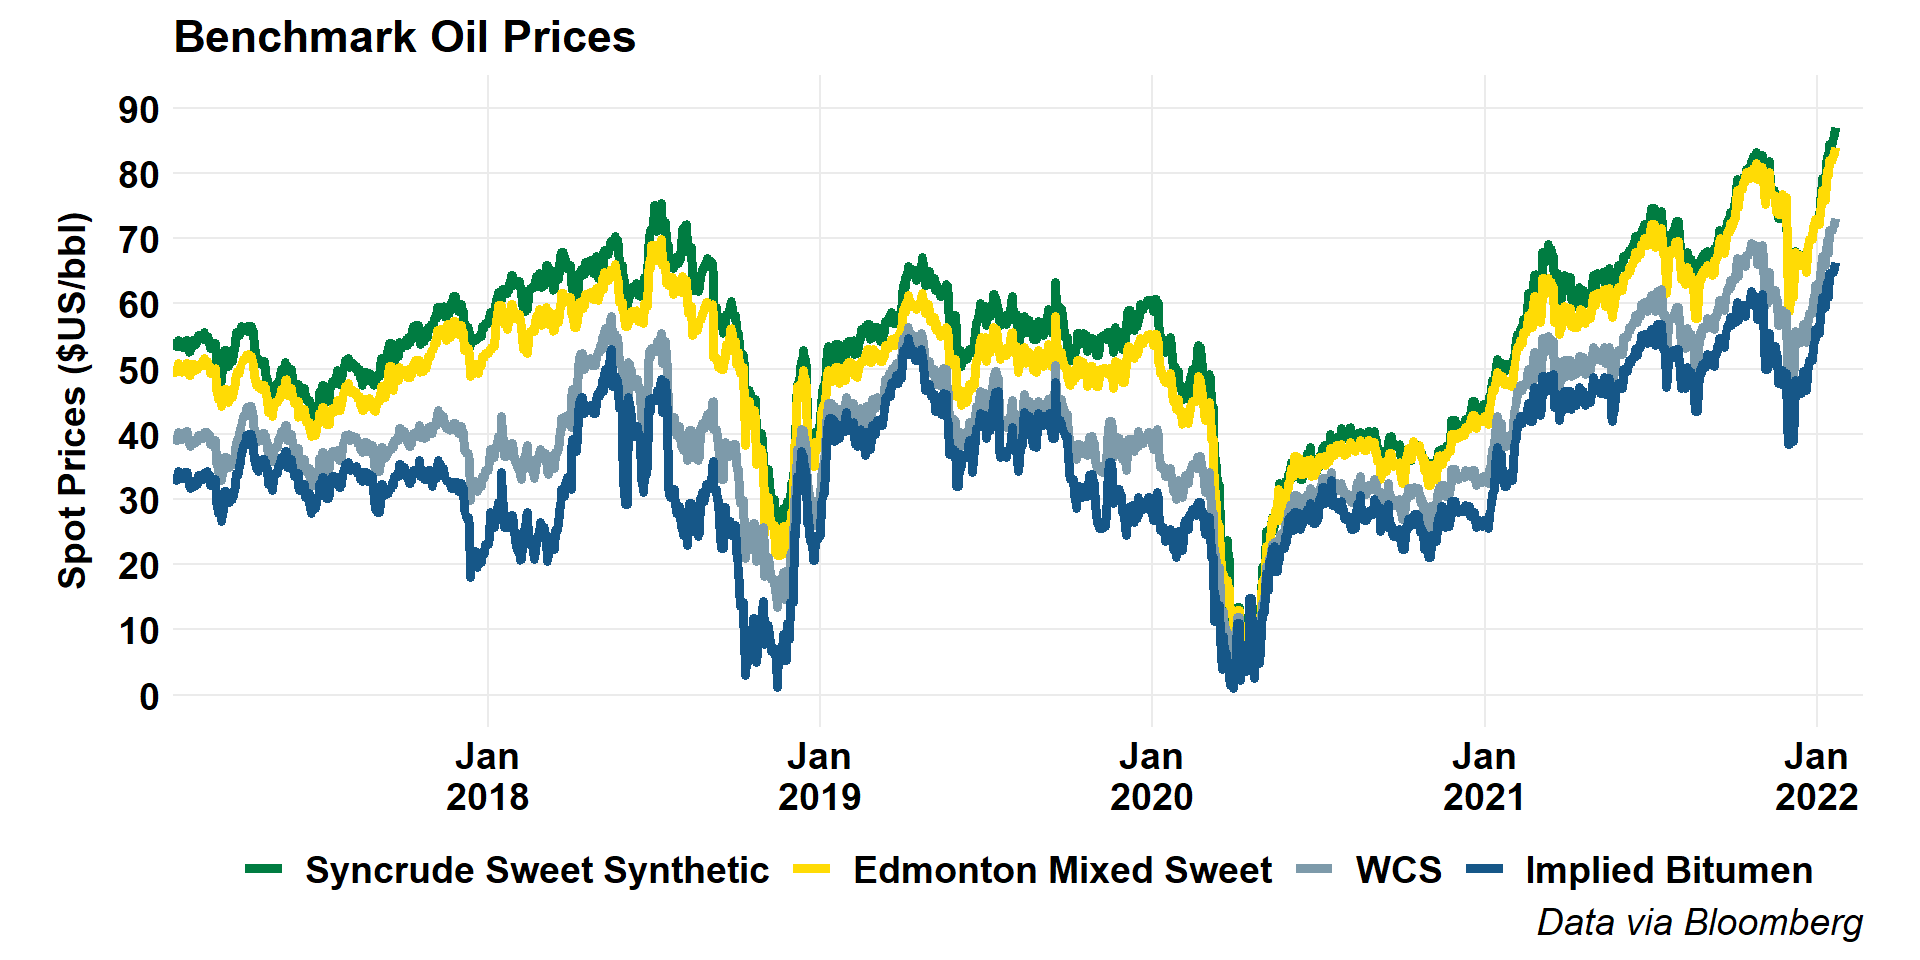 Benchmark Oil Prices
Spot Prices ($US/bbl)
90
80
70
60
50
40
30
20
10
0
Jan 2018
Jan 2019
Jan 2020
Jan 2021
Jan 2022
Syncrude Sweet Synthetic Edmonton Mixed Sweet WCS Implied Bitumen
Data via Bloomberg